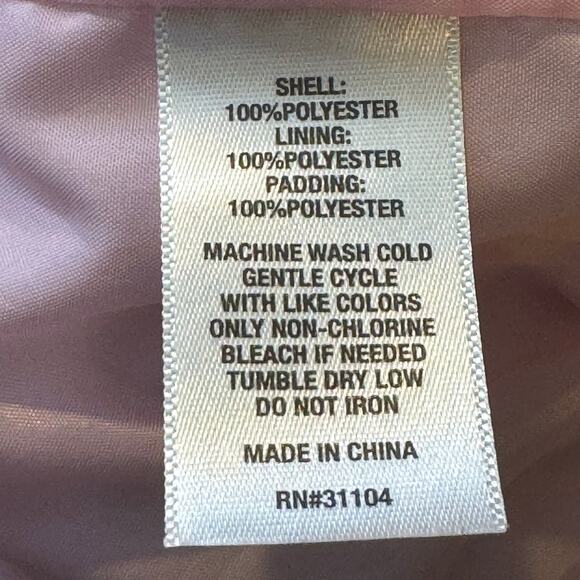 SHELL:
100%POLYESTER
LINING:
100%POLYESTER
PADDING:
100%POLYESTER
MACHINE WASH COLD
GENTLE CYCLE
WITH LIKE COLORS
ONLY NON-CHLORINE
BLEACH IF NEEDED
TUMBLE DRY LOW
DO NOT IRON
MADE IN CHINA
RN#31104